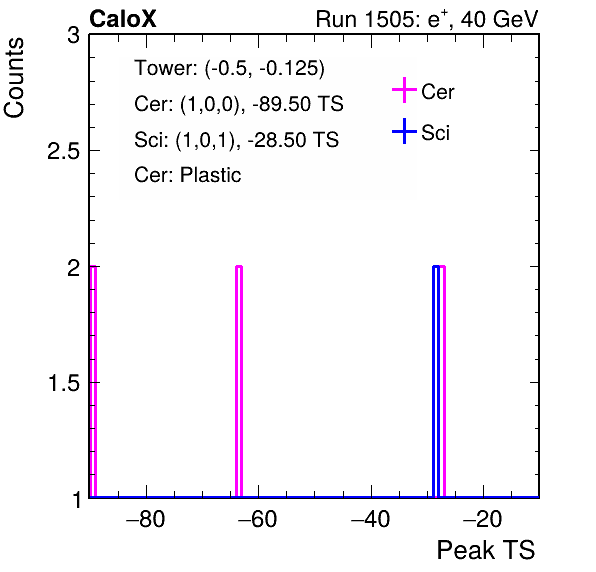 CaloX Run 1505: e⁺, 40 GeV
Counts
3
2.5
2
1.5
1
Tower: (-0.5, -0.125)
Cer: (1,0,0), -89.50 TS
Sci: (1,0,1), -28.50 TS
Cer: Plastic
Cer
Sci
−80 −60 −40 −20
Peak TS